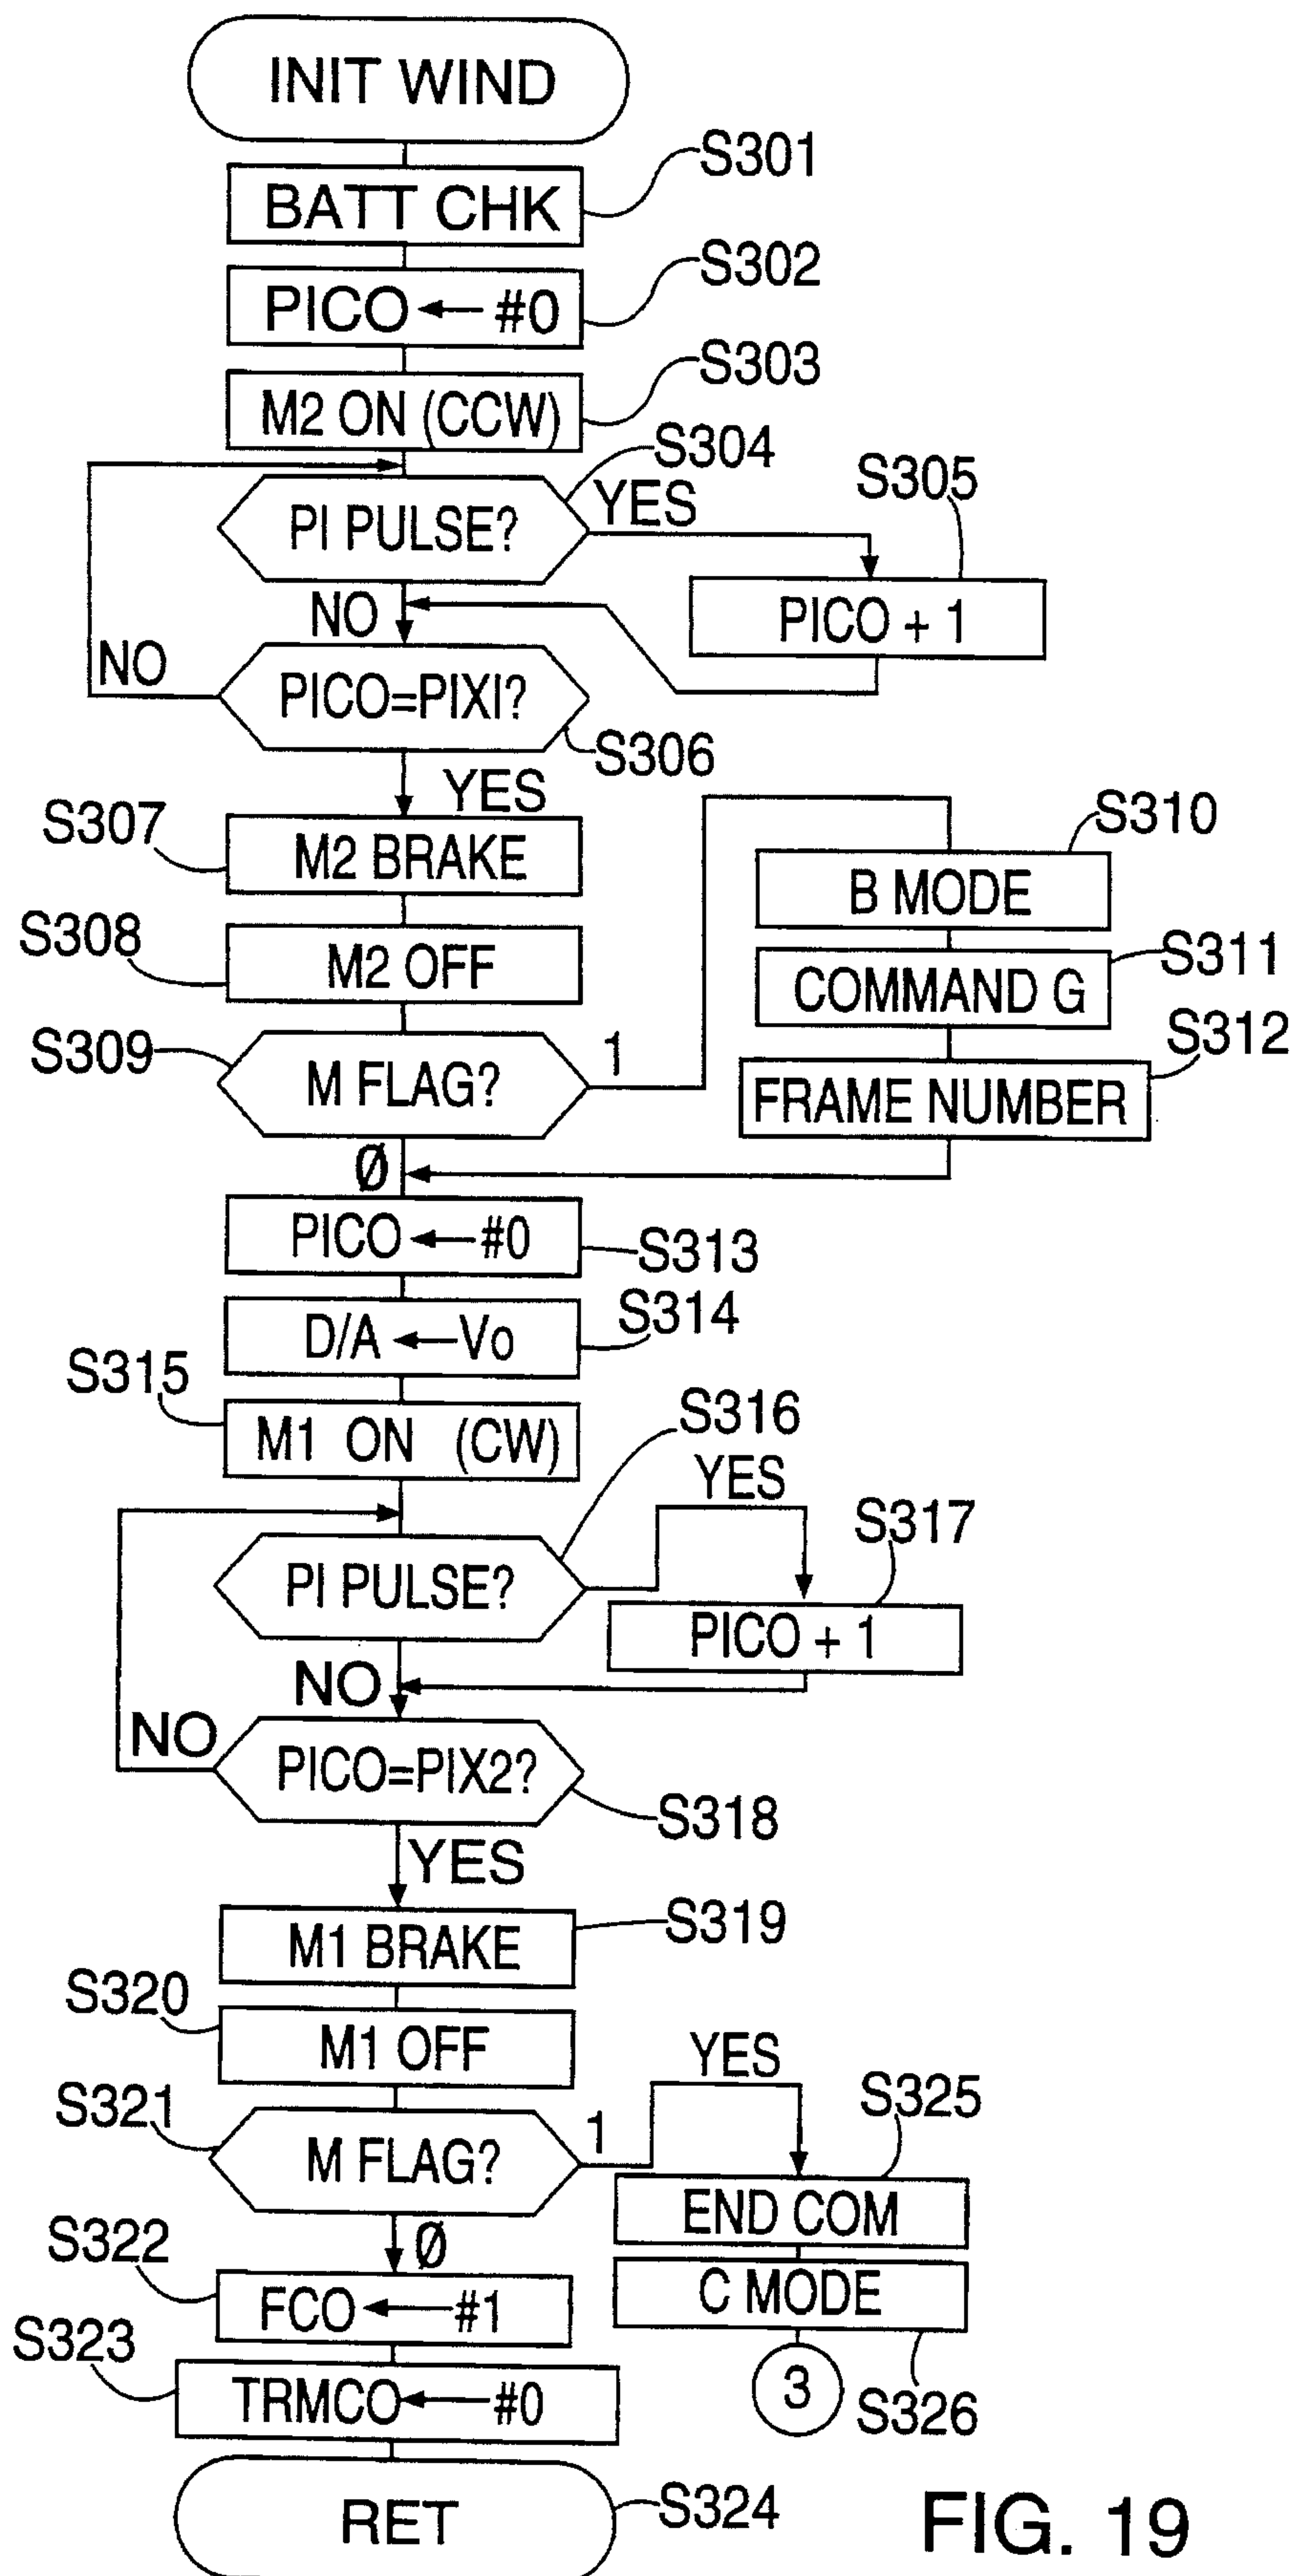 INIT WIND
S301
BATT CHK
S302
PICO ← #0
S303
M2 ON (CCW)
S304
S305
PI PULSE?
YES
PICO + 1
NO
NO
PICO=PIXI?
S306
YES
S307
M2 BRAKE
S310
B MODE
S308
M2 OFF
S311
COMMAND G
S309
M FLAG?
1
S312
FRAME NUMBER
Ø
PICO ← #0
S313
D/A ← Vo
S314
S315
M1 ON (CW)
S316
YES
S317
PI PULSE?
PICO + 1
NO
NO
PICO=PIX2?
S318
YES
M1 BRAKE
S319
S320
M1 OFF
YES
S321
M FLAG?
1
S325
END COM
Ø
S322
FCO ← #1
C MODE
S323
TRMCO ← #0
3
S326
RET
S324
FIG. 19